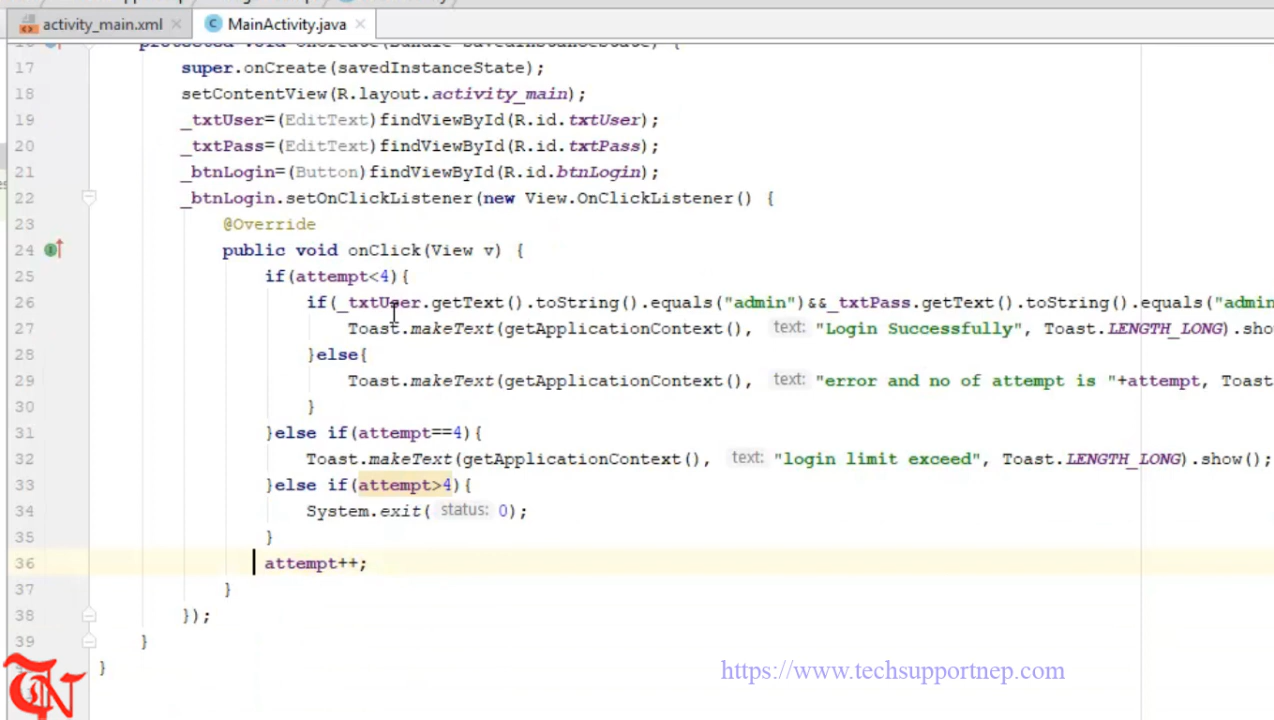 activity_main.xml MainActivity.java
protected void onCreate(Bundle savedInstanceState) {
17 super.onCreate(savedInstanceState);
18 setContentView(R.layout.activity_main);
19 _txtUser=(EditText)findViewById(R.id.txtUser);
20 _txtPass=(EditText)findViewById(R.id.txtPass);
21 _btnLogin=(Button)findViewById(R.id.btnLogin);
22 _btnLogin.setOnClickListener(new View.OnClickListener() {
23 @Override
24 public void onClick(View v) {
25 if(attempt<4){
26 if(_txtUser.getText().toString().equals("admin")&&_txtPass.getText().toString().equals("admin
27 Toast.makeText(getApplicationContext(), text: "Login Successfully", Toast.LENGTH_LONG).sho
28 }else{
29 Toast.makeText(getApplicationContext(), text: "error and no of attempt is "+attempt, Toast
30 }
31 }else if(attempt==4){
32 Toast.makeText(getApplicationContext(), text: "login limit exceed", Toast.LENGTH_LONG).show();
33 }else if(attempt>4){
34 System.exit( status: 0);
35 }
36 attempt++;
37 }
38 });
39 }
}
TN
https://www.techsupportnep.com